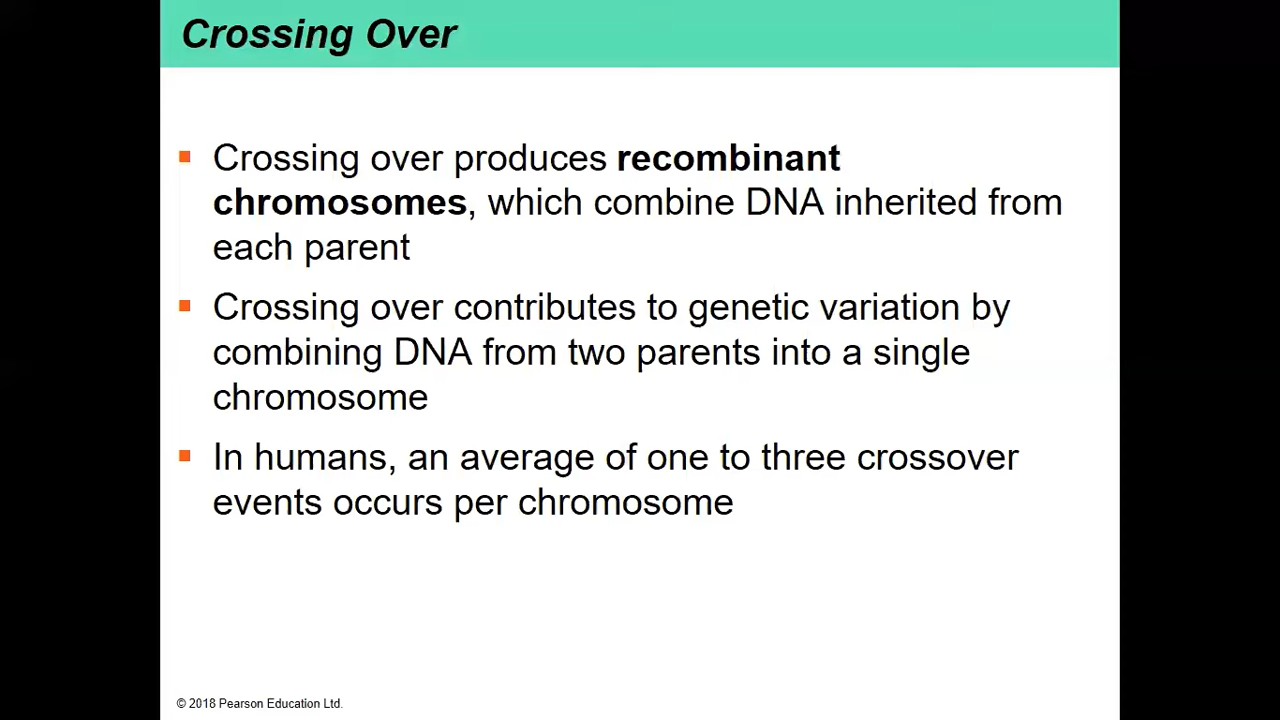 Crossing Over
Crossing over produces recombinant
chromosomes, which combine DNA inherited from
each parent
Crossing over contributes to genetic variation by
combining DNA from two parents into a single
chromosome
In humans, an average of one to three crossover
events occurs per chromosome
© 2018 Pearson Education Ltd.